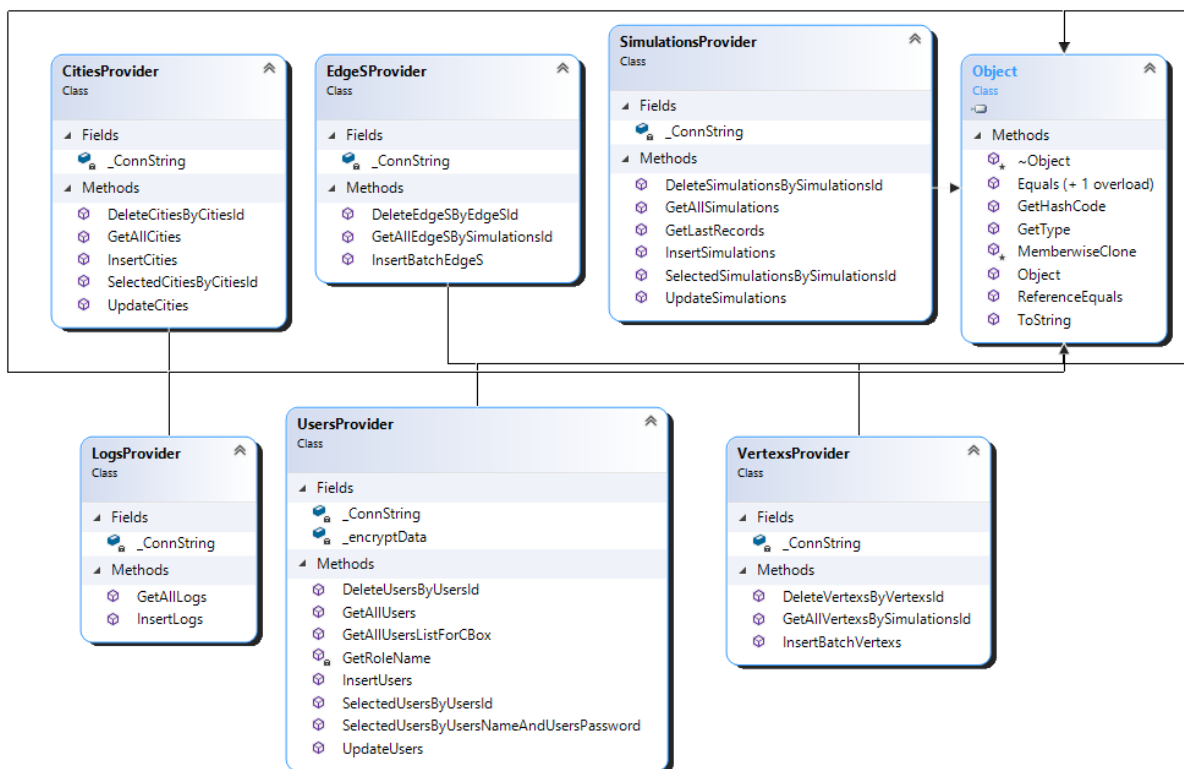 CitiesProvider
Class
Fields
_ConnString
Methods
DeleteCitiesByCitiesId
GetAllCities
InsertCities
SelectedCitiesByCitiesId
UpdateCities
EdgeSProvider
Class
Fields
_ConnString
Methods
DeleteEdgeSByEdgeSId
GetAllEdgeSBySimulationsId
InsertBatchEdgeS
SimulationsProvider
Class
Fields
_ConnString
Methods
DeleteSimulationsBySimulationsId
GetAllSimulations
GetLastRecords
InsertSimulations
SelectedSimulationsBySimulationsId
UpdateSimulations
Object
Class
Methods
~Object
Equals (+ 1 overload)
GetHashCode
GetType
MemberwiseClone
Object
ReferenceEquals
ToString
LogsProvider
Class
Fields
_ConnString
Methods
GetAllLogs
InsertLogs
UsersProvider
Class
Fields
_ConnString
_encryptData
Methods
DeleteUsersByUsersId
GetAllUsers
GetAllUsersListForCBox
GetRoleName
InsertUsers
SelectedUsersByUsersId
SelectedUsersByUsersNameAndUsersPassword
UpdateUsers
VertexsProvider
Class
Fields
_ConnString
Methods
DeleteVertexsByVertexsId
GetAllVertexsBySimulationsId
InsertBatchVertexs